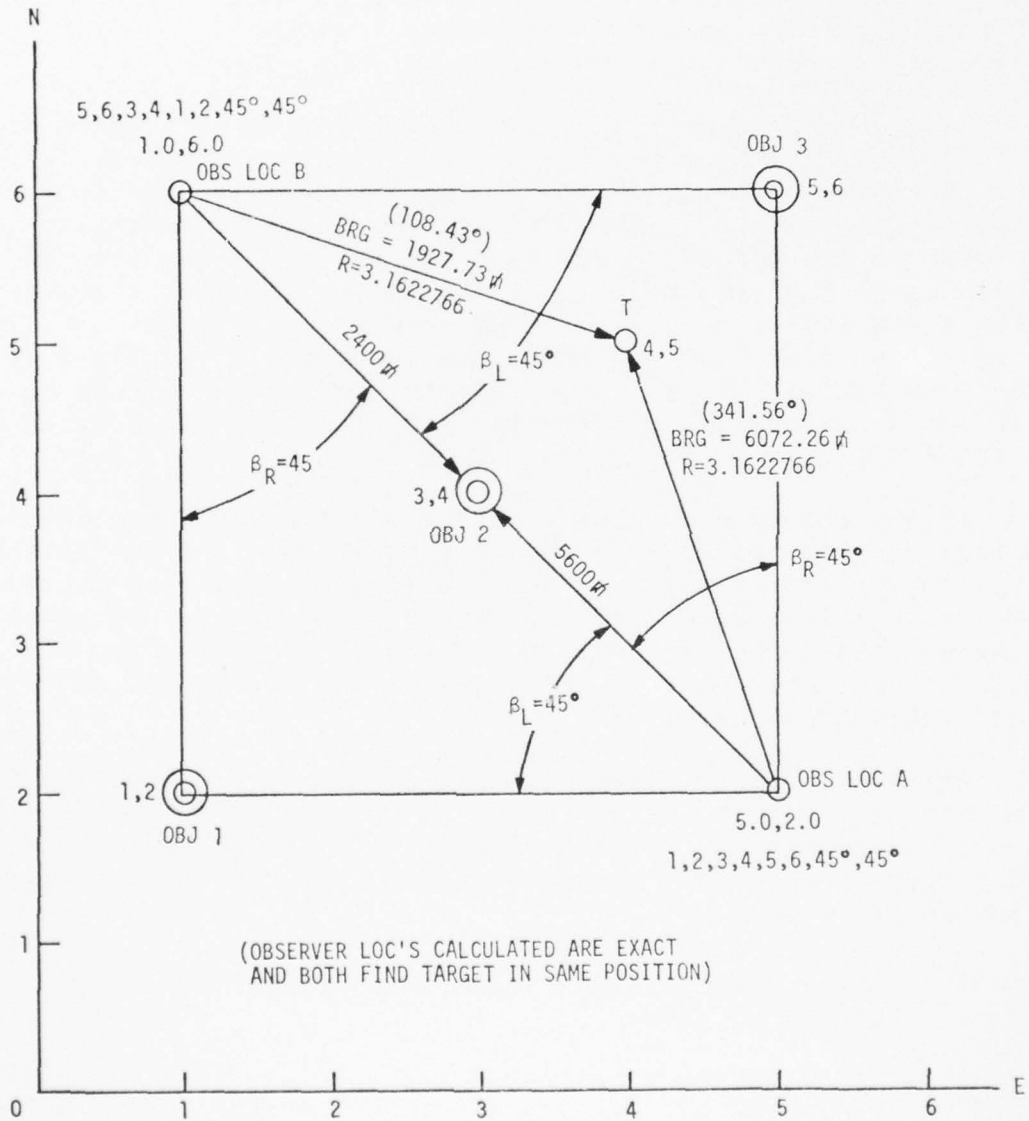 N
5,6,3,4,1,2,45°,45°
1.0,6.0
OBS LOC B
OBJ 3
5,6
6
(108.43°)
BRG = 1927.73 ₥
R=3.1622766
T
4,5
5
2400 ₥
β_L=45°
(341.56°)
BRG = 6072.26 ₥
R=3.1622766
β_R=45
3,4
OBJ 2
4
5600 ₥
β_R=45°
3
β_L=45°
1,2
OBJ 1
OBS LOC A
5.0,2.0
1,2,3,4,5,6,45°,45°
2
(OBSERVER LOC'S CALCULATED ARE EXACT
AND BOTH FIND TARGET IN SAME POSITION)
1
0
1
2
3
4
5
6
E